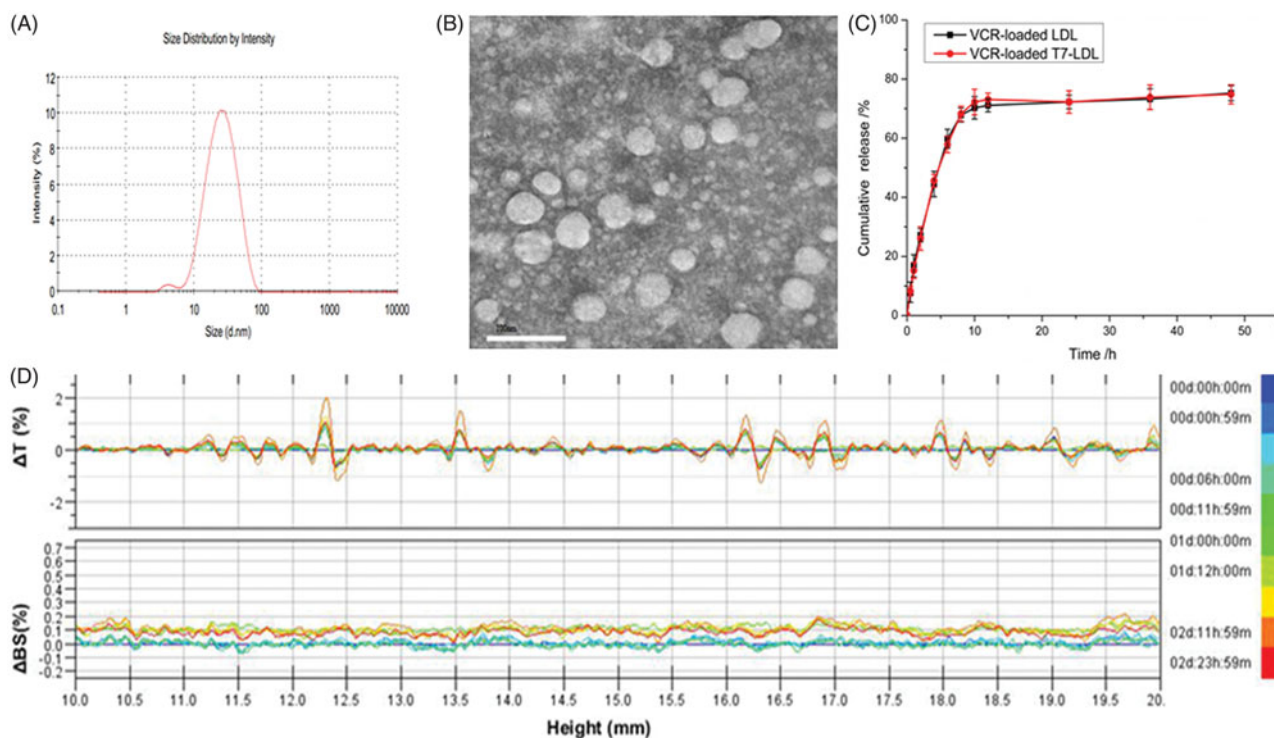 (A)
Size Distribution by Intensity
Intensity (%)
12
10
8
6
4
2
0
0.1 1 10 100 1000 10000
Size (d.nm)
(B)
(C)
VCR-loaded LDL
VCR-loaded T7-LDL
Cumulative release /%
100
80
60
40
20
0
0 10 20 30 40 50
Time /h
(D)
ΔT (%)
2
0
-2
ΔBS(%)
0.7
0.6
0.5
0.4
0.3
0.2
0.1
0.0
-0.1
-0.2
10.0 10.5 11.0 11.5 12.0 12.5 13.0 13.5 14.0 14.5 15.0 15.5 16.0 16.5 17.0 17.5 18.0 18.5 19.0 19.5 20.
Height (mm)
00d:00h:00m
00d:00h:59m
00d:06h:00m
00d:11h:59m
01d:00h:00m
01d:12h:00m
02d:11h:59m
02d:23h:59m